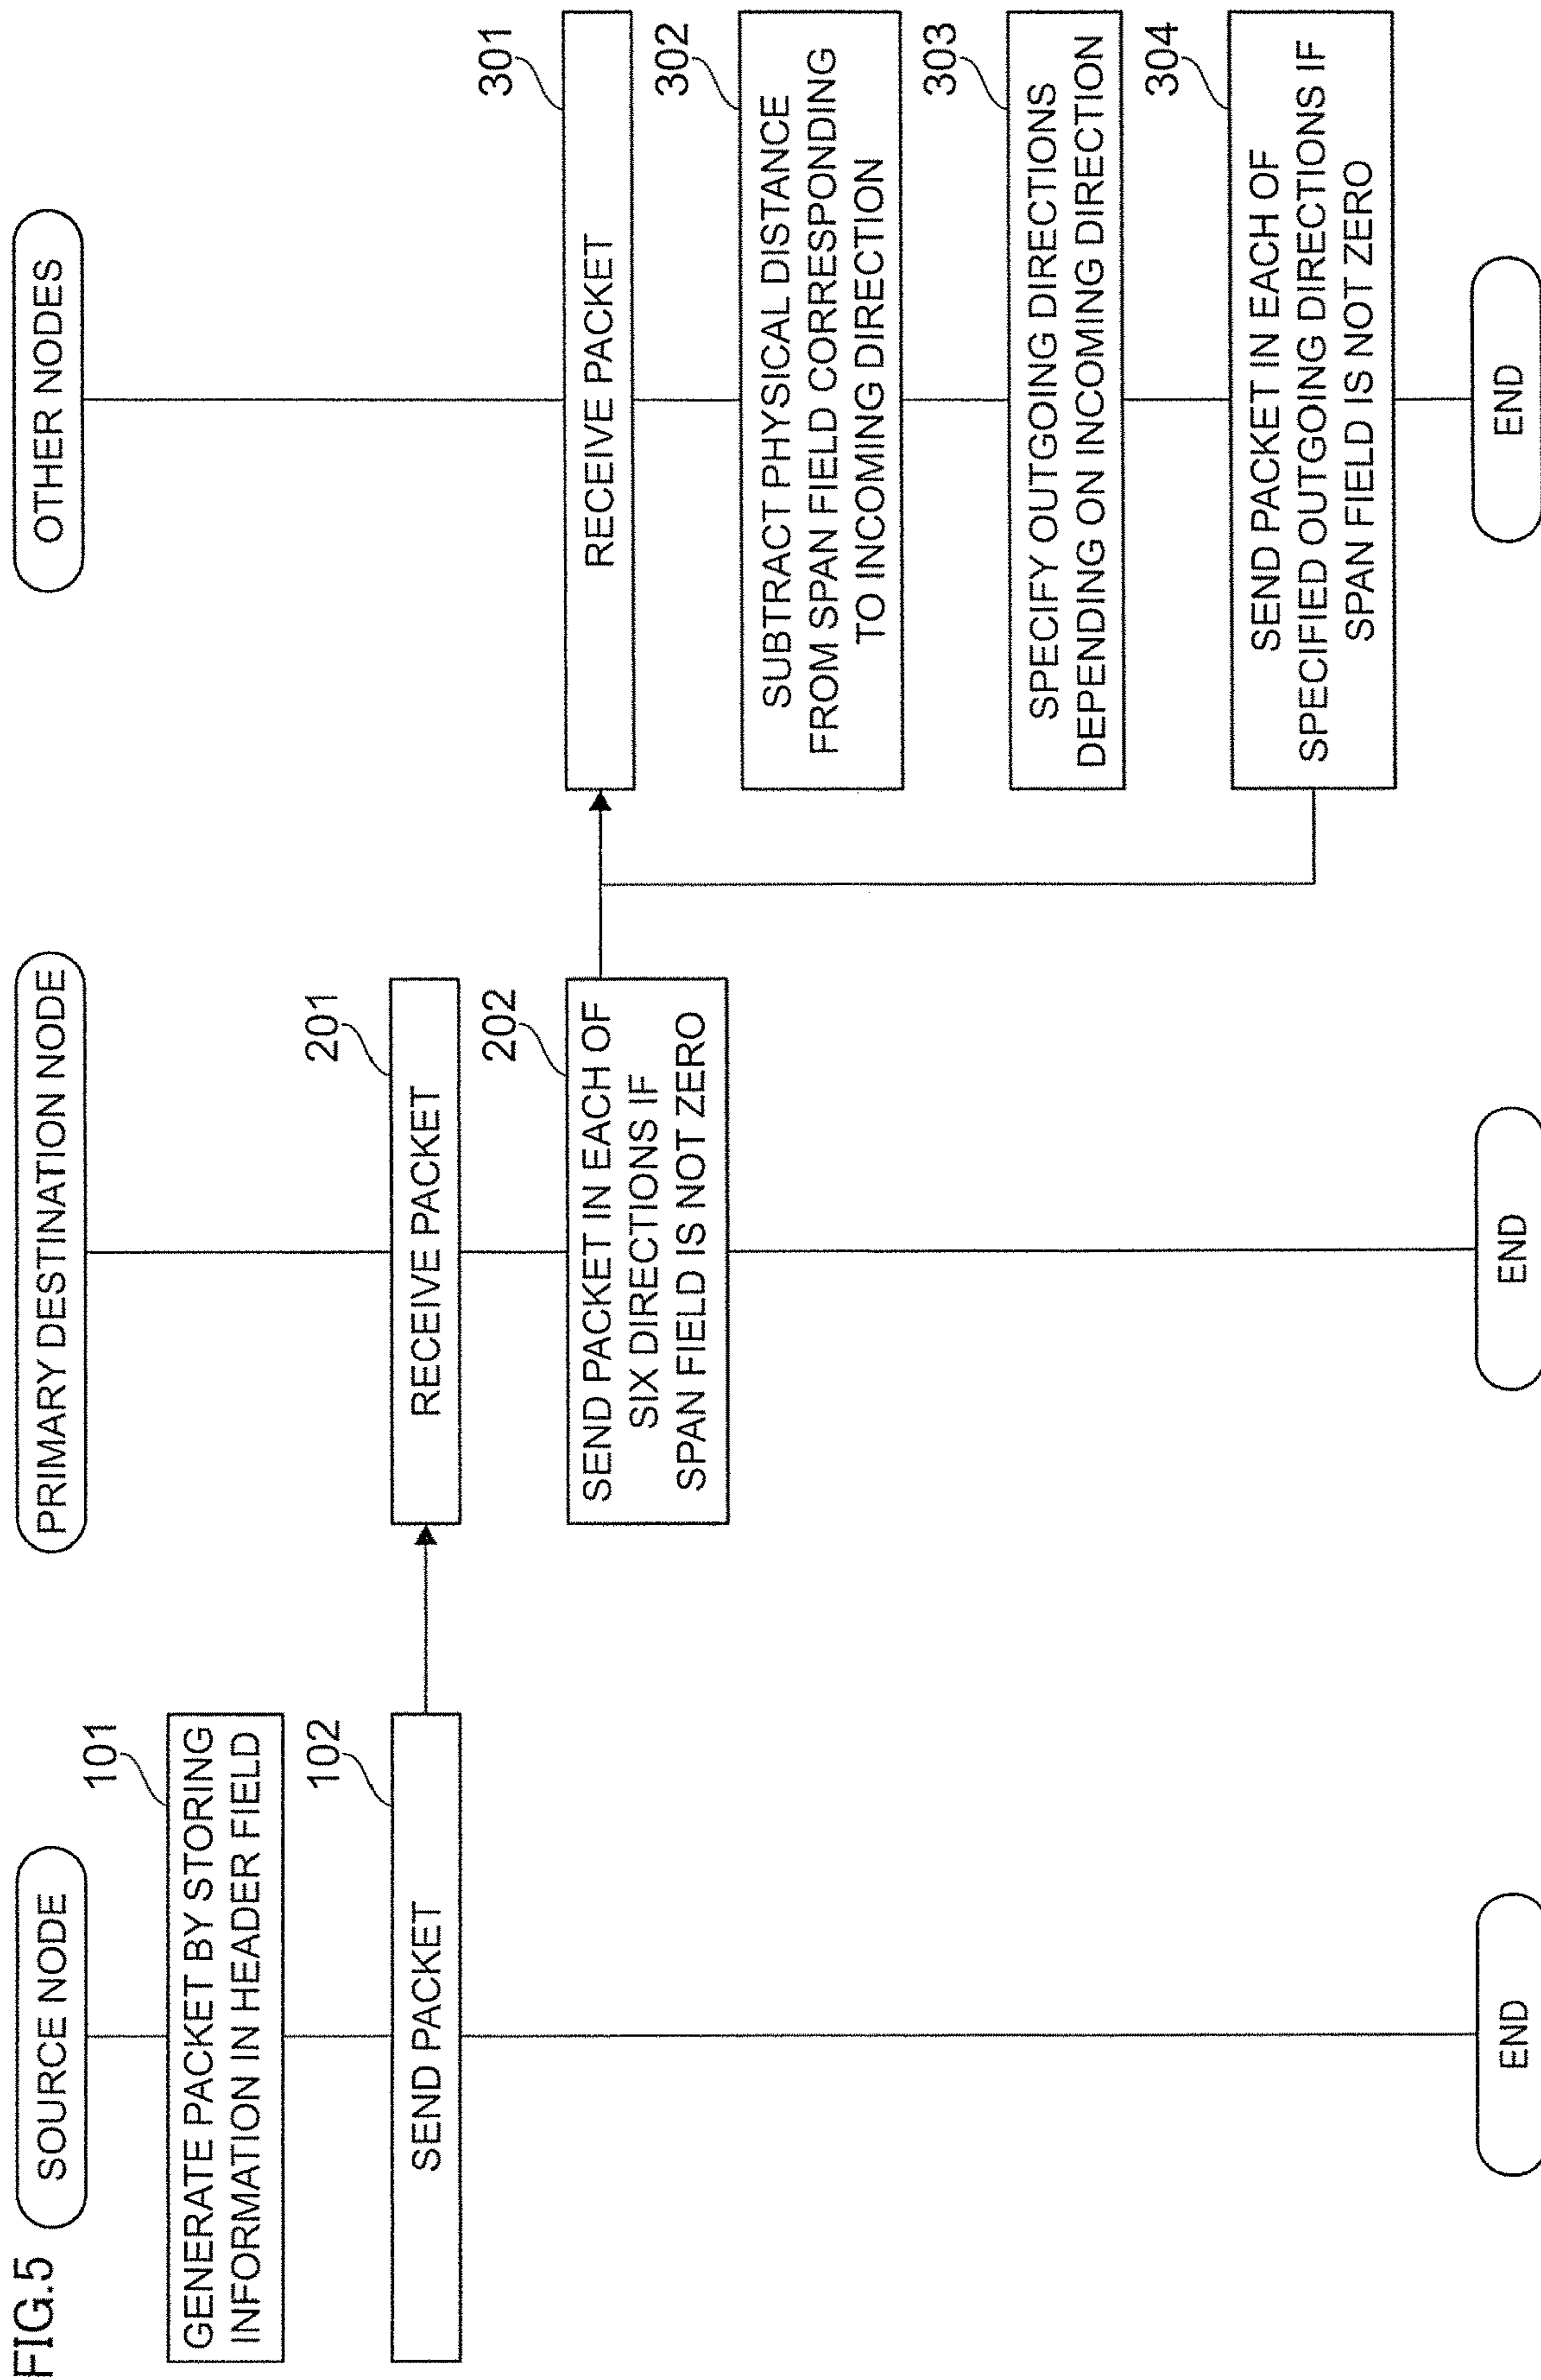 FIG.5
SOURCE NODE
101
GENERATE PACKET BY STORING
INFORMATION IN HEADER FIELD
102
SEND PACKET
END
PRIMARY DESTINATION NODE
201
RECEIVE PACKET
202
SEND PACKET IN EACH OF
SIX DIRECTIONS IF
SPAN FIELD IS NOT ZERO
END
OTHER NODES
301
RECEIVE PACKET
302
SUBTRACT PHYSICAL DISTANCE
FROM SPAN FIELD CORRESPONDING
TO INCOMING DIRECTION
303
SPECIFY OUTGOING DIRECTIONS
DEPENDING ON INCOMING DIRECTION
304
SEND PACKET IN EACH OF
SPECIFIED OUTGOING DIRECTIONS IF
SPAN FIELD IS NOT ZERO
END